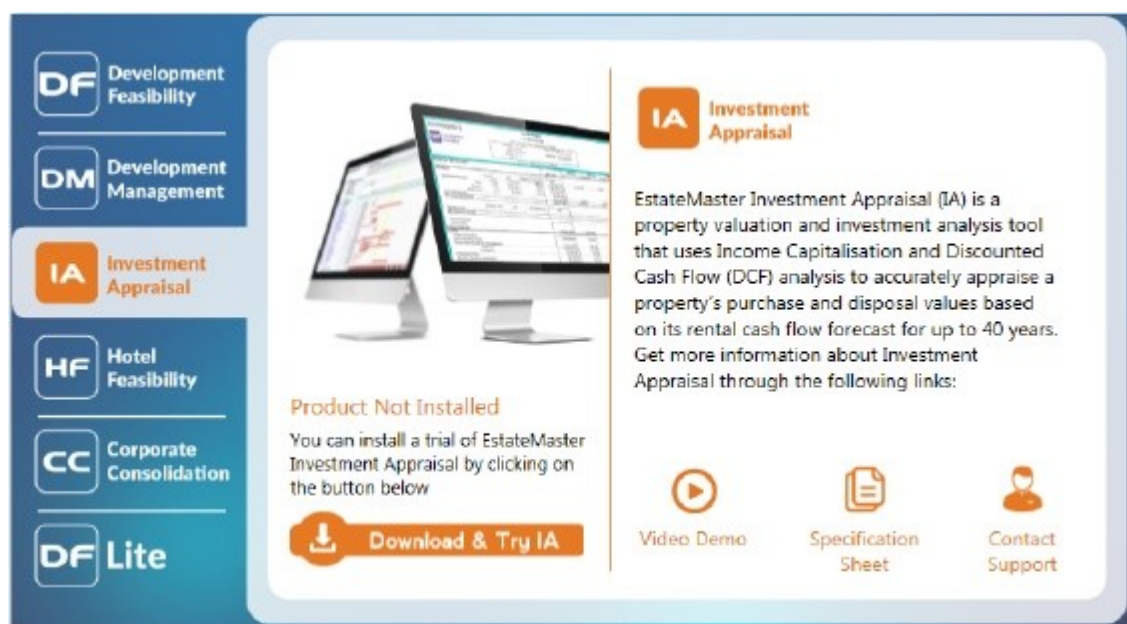 DF Development
Feasibility
DM Development
Management
IA Investment
Appraisal
HF Hotel
Feasibility
CC Corporate
Consolidation
DF Lite
Product Not Installed
You can install a trial of EstateMaster
Investment Appraisal by clicking on
the button below
Download & Try IA
IA Investment
Appraisal
EstateMaster Investment Appraisal (IA) is a
property valuation and investment analysis tool
that uses Income Capitalisation and Discounted
Cash Flow (DCF) analysis to accurately appraise a
property's purchase and disposal values based
on its rental cash flow forecast for up to 40 years.
Get more information about Investment
Appraisal through the following links:
Video Demo
Specification
Sheet
Contact
Support